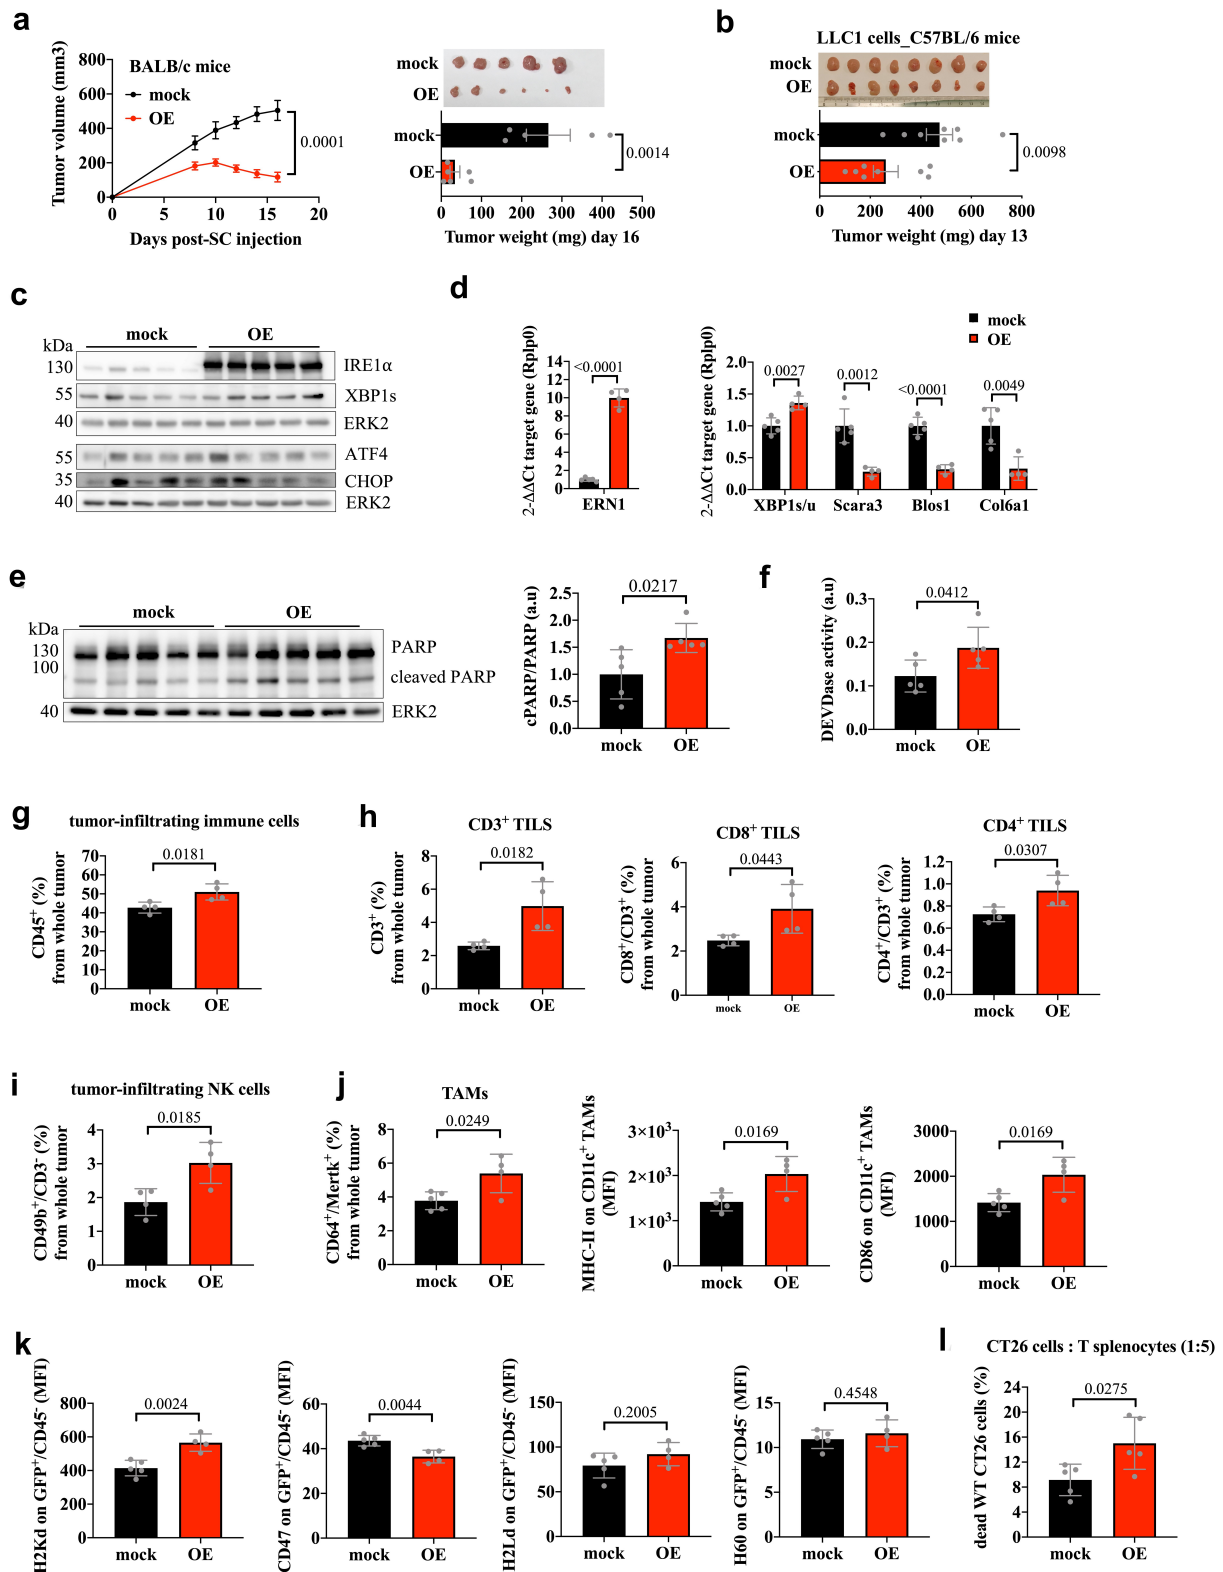 a
Tumor volume (mm3)
800
600
400
200
0
BALB/c mice
mock
OE
0.0001
0
5
10
15
20
Days post-SC injection
mock
OE
mock
OE
0.0014
0
100
200
300
400
500
Tumor weight (mg) day 16
b
LLC1 cells_C57BL/6 mice
mock
OE
mock
OE
0.0098
0
200
400
600
800
Tumor weight (mg) day 13
c
mock
OE
kDa
130
IRE1α
55
XBP1s
40
ERK2
55
ATF4
35
CHOP
40
ERK2
d
mock
OE
2-ΔΔCt target gene (Rplp0)
14
12
10
8
6
4
2
0
<0.0001
ERN1
2-ΔΔCt target gene (Rplp0)
2.0
1.5
1.0
0.5
0.0
0.0027
0.0012
<0.0001
0.0049
XBP1s/u
Scara3
Blos1
Col6a1
e
mock
OE
kDa
130
100
PARP
cleaved PARP
40
ERK2
cPARP/PARP (a.u)
2.5
2.0
1.5
1.0
0.5
0.0
0.0217
mock
OE
f
DEVDase activity (a.u)
0.3
0.2
0.1
0.0
0.0412
mock
OE
g
tumor-infiltrating immune cells
CD45+ (%)
from whole tumor
70
60
50
40
30
20
10
0
0.0181
mock
OE
h
CD3+ TILS
CD3+ (%)
from whole tumor
8
6
4
2
0
0.0182
mock
OE
CD8+ TILS
CD8+/CD3+ (%)
from whole tumor
6
4
2
0
0.0443
mock
OE
CD4+ TILS
CD4+/CD3+ (%)
from whole tumor
1.2
1.0
0.8
0.6
0.4
0.2
0.0
0.0307
mock
OE
i
tumor-infiltrating NK cells
CD49b+/CD3- (%)
from whole tumor
4
3
2
1
0
0.0185
mock
OE
j
TAMs
CD64+/Mertk+ (%)
from whole tumor
8
6
4
2
0
0.0249
mock
OE
MHC-II on CD11c+ TAMs
(MFI)
3×10³
2×10³
1×10³
0
0.0169
mock
OE
CD86 on CD11c+ TAMs
(MFI)
3000
2000
1000
0
0.0169
mock
OE
k
H2Kd on GFP+/CD45- (MFI)
800
600
400
200
0
0.0024
mock
OE
CD47 on GFP+/CD45- (MFI)
60
40
20
0
0.0044
mock
OE
H2Ld on GFP+/CD45- (MFI)
150
100
50
0
0.2005
mock
OE
H60 on GFP+/CD45- (MFI)
15
10
5
0
0.4548
mock
OE
l
CT26 cells : T splenocytes (1:5)
dead WT CT26 cells (%)
24
20
16
12
8
4
0
0.0275
mock
OE